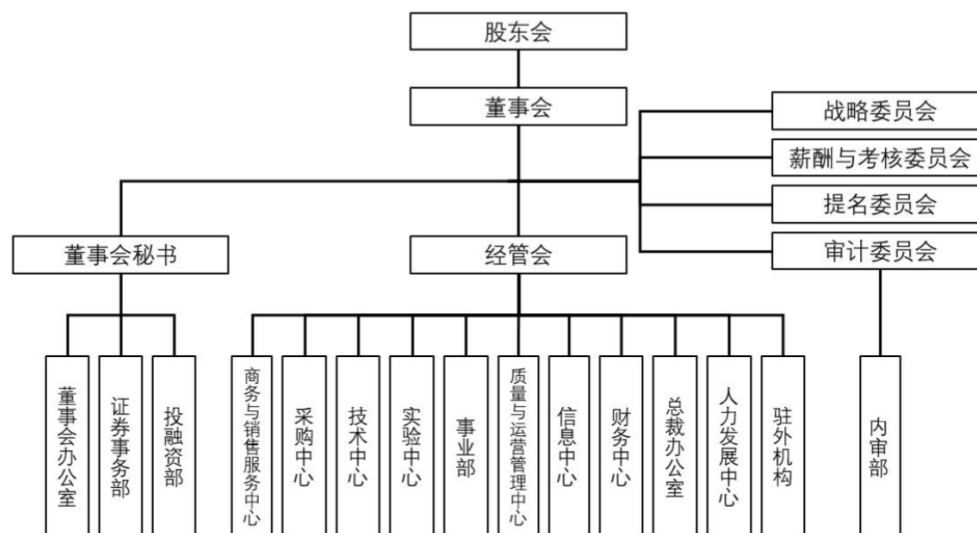 股东会
董事会
战略委员会
薪酬与考核委员会
提名委员会
审计委员会
董事会秘书
经管会
董事会办公室
证券事务部
投融资部
商务与销售服务中心
采购中心
技术中心
实验中心
事业部
质量与运营管理中心
信息中心
财务中心
总裁办公室
人力发展中心
驻外机构
内审部